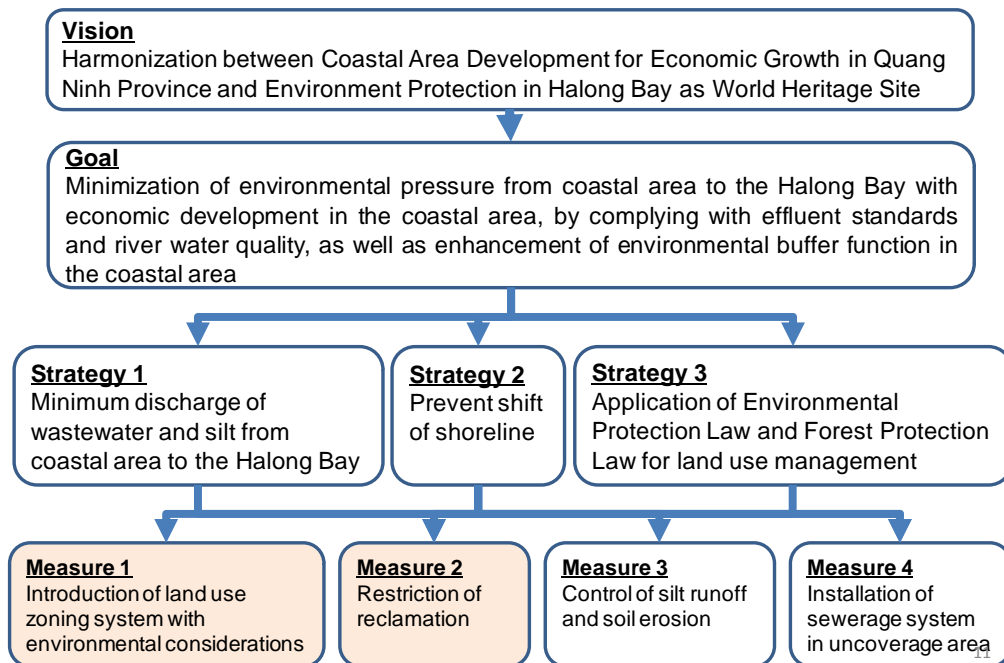 Vision
Harmonization between Coastal Area Development for Economic Growth in Quang
Ninh Province and Environment Protection in Halong Bay as World Heritage Site
Goal
Minimization of environmental pressure from coastal area to the Halong Bay with
economic development in the coastal area, by complying with effluent standards
and river water quality, as well as enhancement of environmental buffer function in
the coastal area
Strategy 1
Minimum discharge of
wastewater and silt from
coastal area to the Halong Bay
Strategy 2
Prevent shift
of shoreline
Strategy 3
Application of Environmental
Protection Law and Forest Protection
Law for land use management
Measure 1
Introduction of land use
zoning system with
environmental considerations
Measure 2
Restriction of
reclamation
Measure 3
Control of silt runoff
and soil erosion
Measure 4
Installation of
sewerage system
in uncoverage area
11